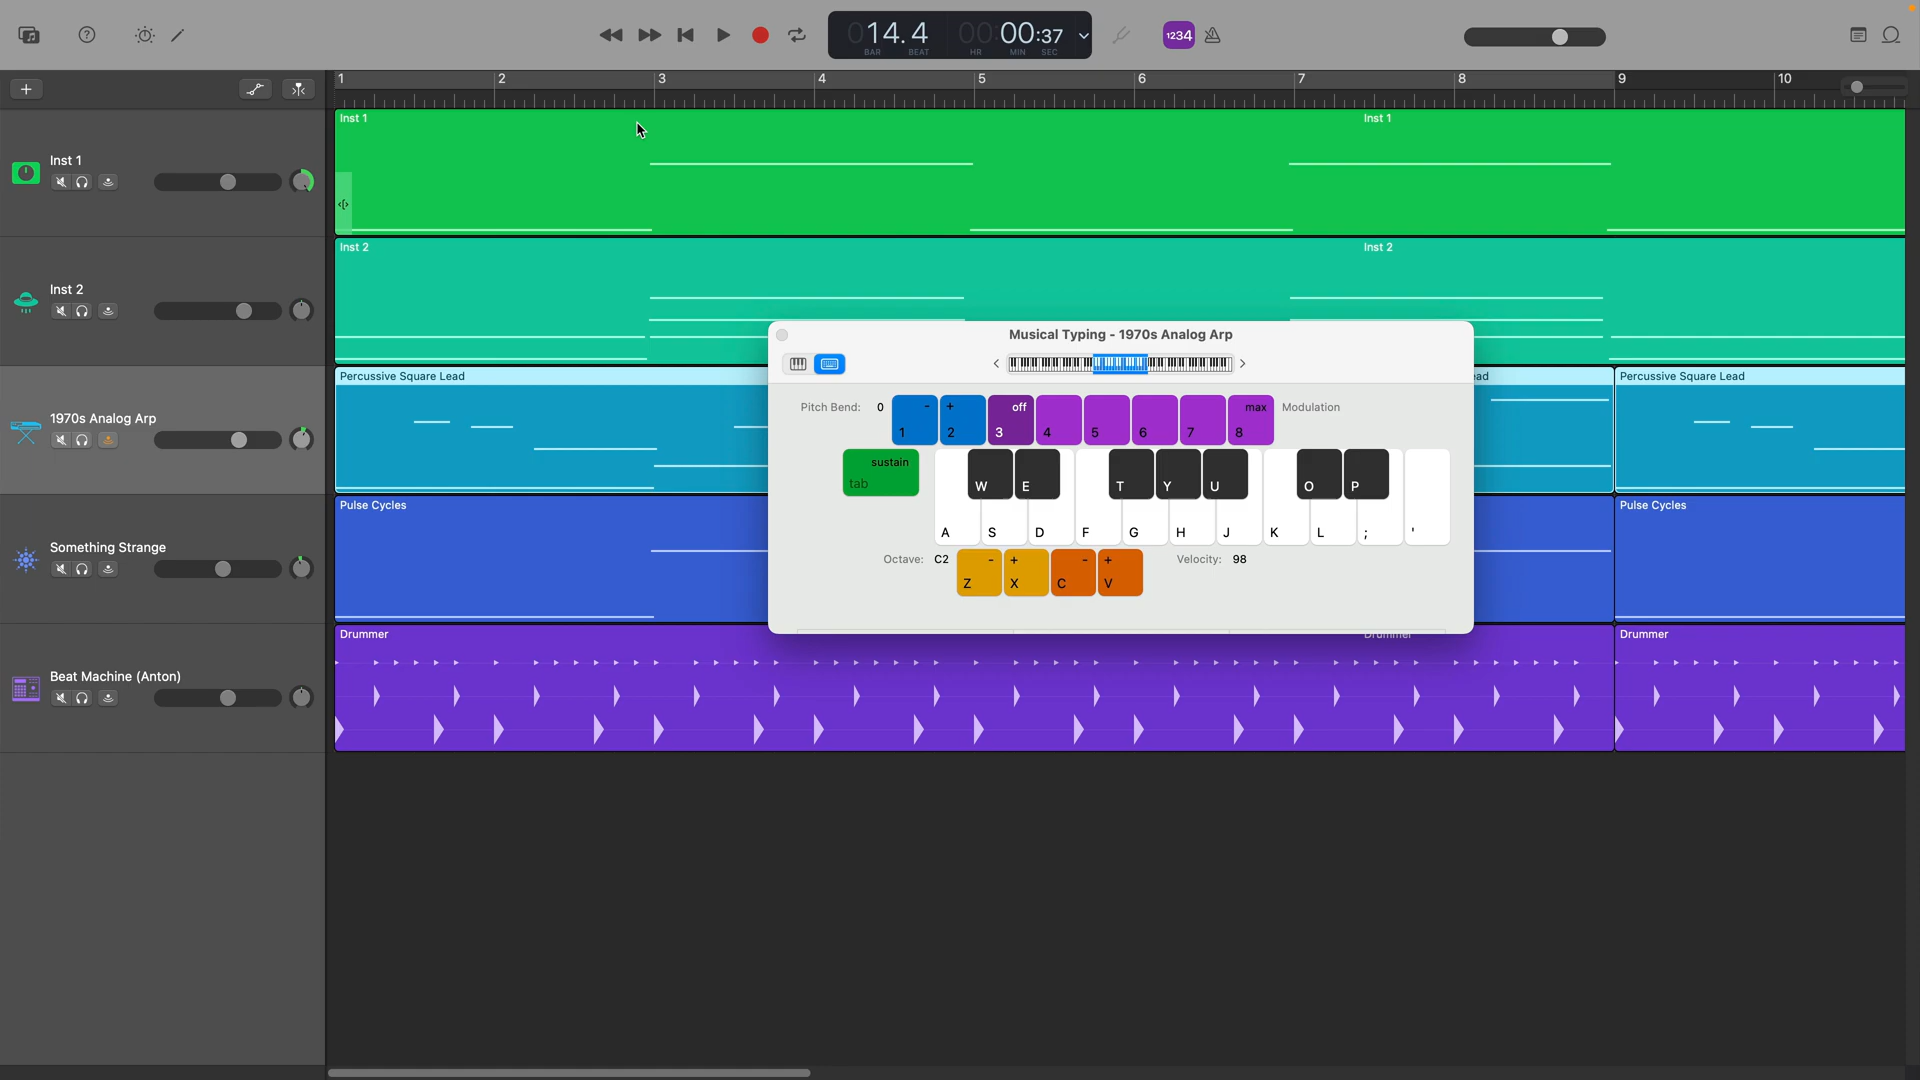 014.4 00:00:37
BAR BEAT HR MIN SEC
1234
1 2 3 4 5 6 7 8 9 10
Inst 1 Inst 1
Inst 1
Inst 2 Inst 2
Inst 2
Musical Typing - 1970s Analog Arp
Percussive Square Lead ead Percussive Square Lead
1970s Analog Arp
Pitch Bend: 0 - + off max Modulation
1 2 3 4 5 6 7 8
sustain
tab
W E T Y U O P
A S D F G H J K L ; '
Pulse Cycles Pulse Cycles
Something Strange
Octave: C2 - + - + Velocity: 98
Z X C V
Drummer Drummer Drummer
Beat Machine (Anton)